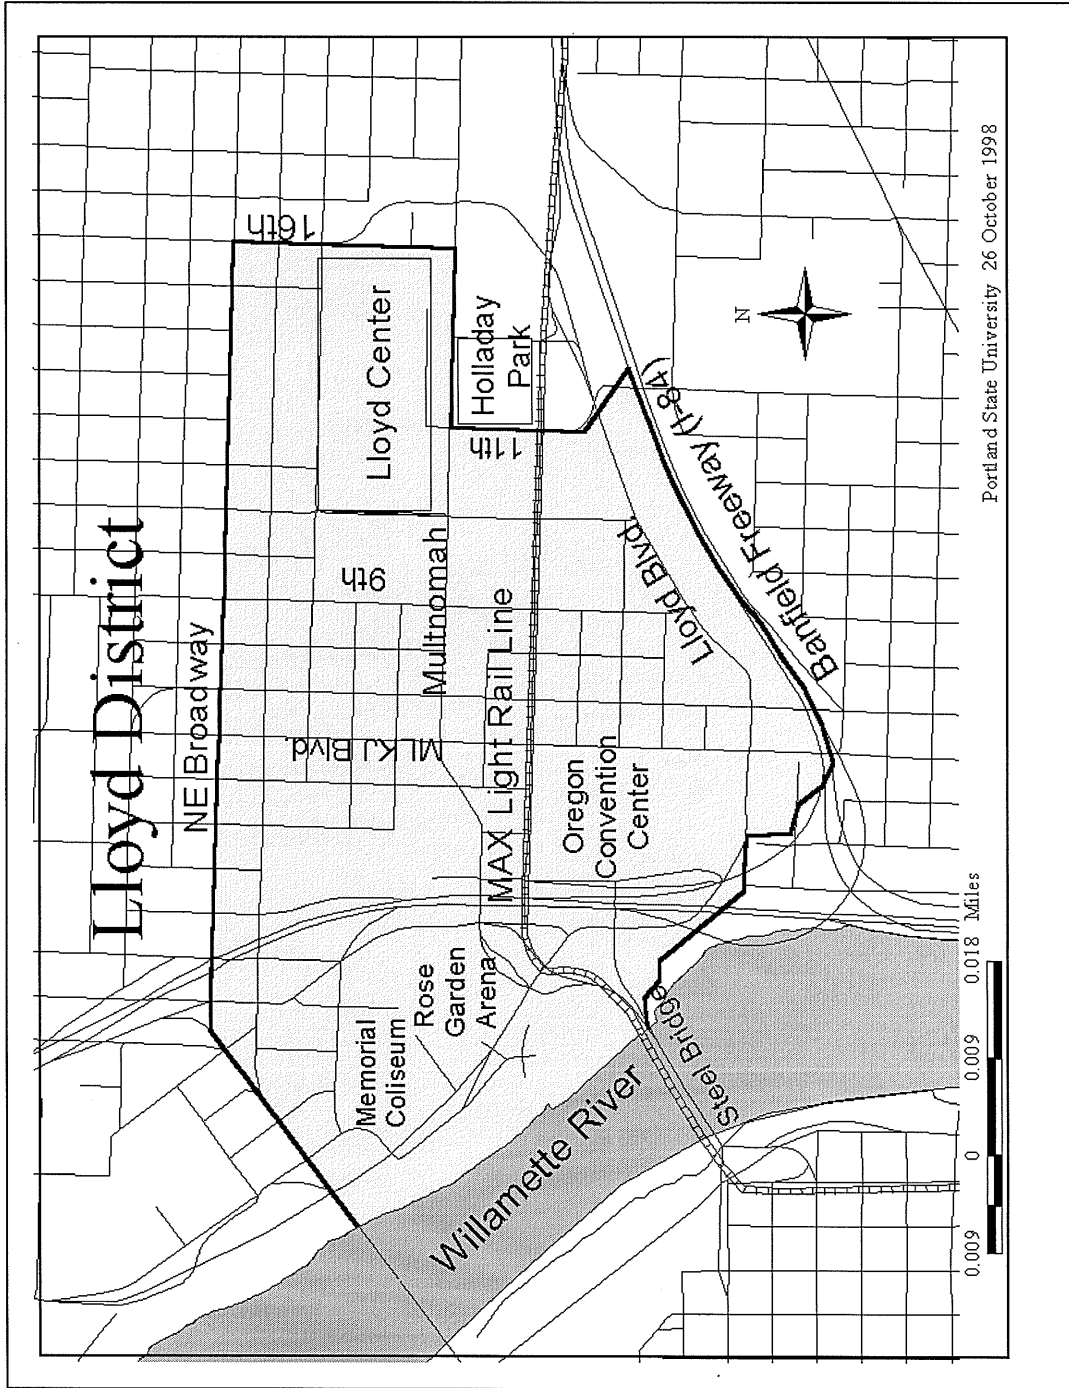 Lloyd District
NE Broadway
16th
Lloyd Center
9th
Multnomah
MLKJ Blvd.
11th
Holladay
Park
MAX Light Rail Line
Lloyd Blvd.
Banfield Freeway (I-84)
Oregon
Convention
Center
Rose
Garden
Arena
Memorial
Coliseum
Steel Bridge
Willamette River
N
0.009
0
0.009
0.018 Miles
Portland State University 26 October 1998